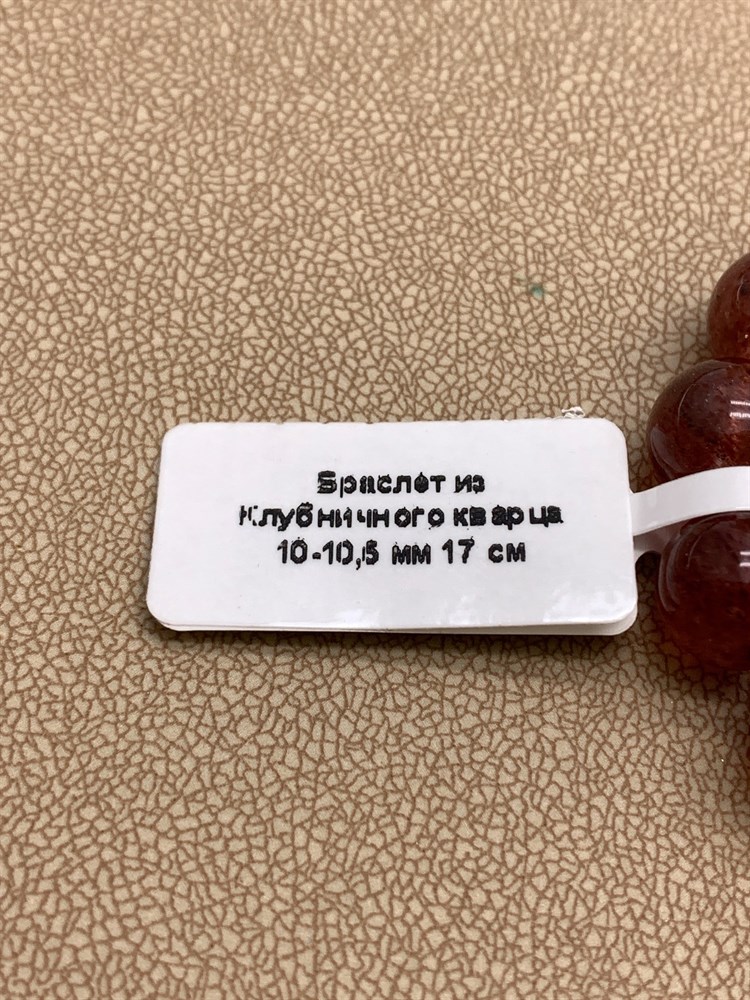 Браслет из
Клубничного кварца
10-10,5 мм 17 см